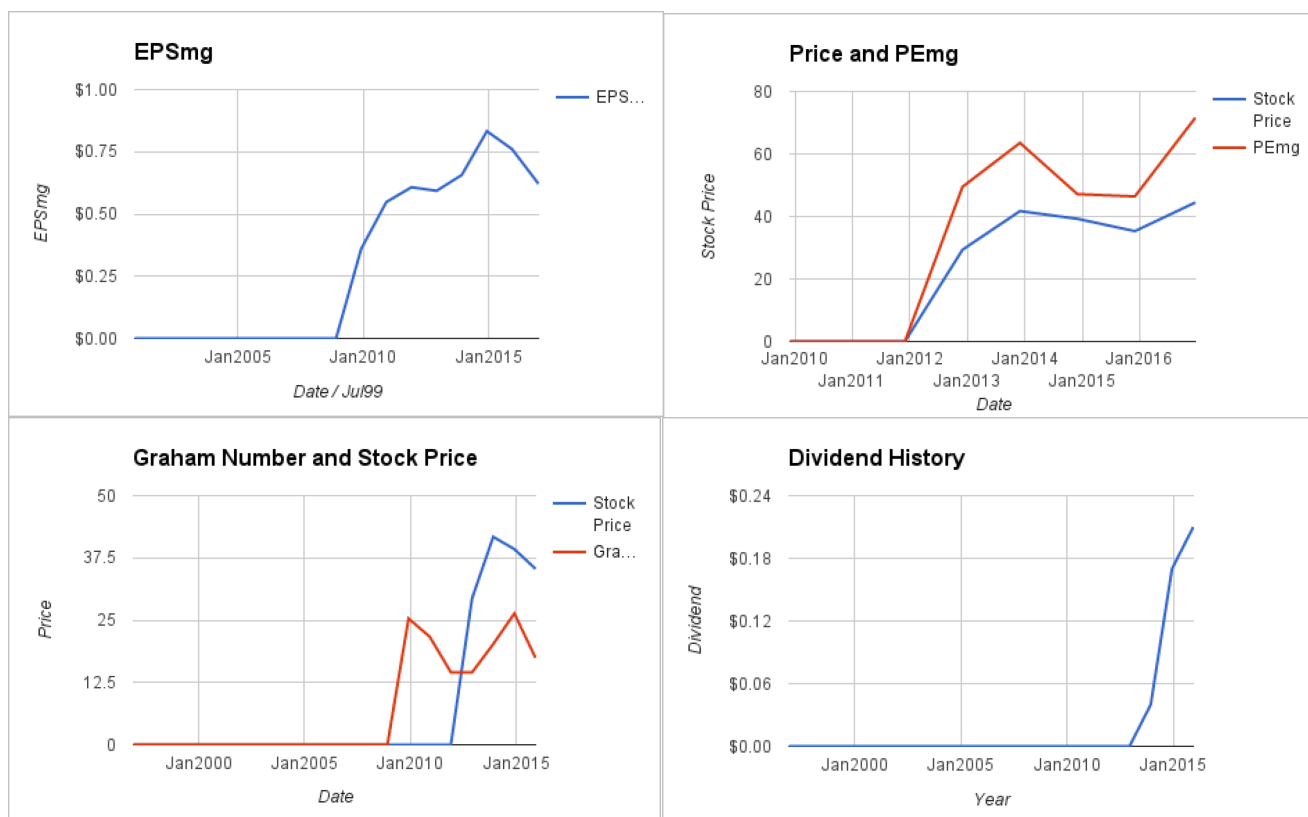 EPSmg
$1.00
$0.75
$0.50
$0.25
$0.00
EPSmg
Jan2005
Jan2010
Jan2015
Date / Jul99
EPS…
Price and PEmg
80
60
40
20
0
Stock Price
Jan2010
Jan2011
Jan2012
Jan2013
Jan2014
Jan2015
Jan2016
Date
Stock
Price
PEmg
Graham Number and Stock Price
50
37.5
25
12.5
0
Price
Jan2000
Jan2005
Jan2010
Jan2015
Date
Stock
Price
Gra…
Dividend History
$0.24
$0.18
$0.12
$0.06
$0.00
Dividend
Jan2000
Jan2005
Jan2010
Jan2015
Year